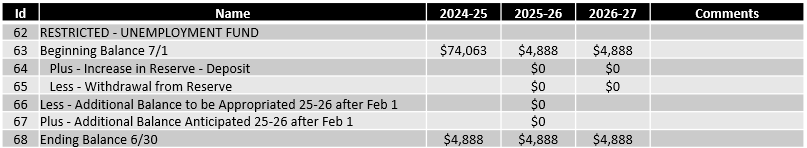 Id Name 2024-25 2025-26 2026-27 Comments
62 RESTRICTED - UNEMPLOYMENT FUND
63 Beginning Balance 7/1 $74,063 $4,888 $4,888
64 Plus - Increase in Reserve - Deposit $0 $0
65 Less - Withdrawal from Reserve $0 $0
66 Less - Additional Balance to be Appropriated 25-26 after Feb 1 $0
67 Plus - Additional Balance Anticipated 25-26 after Feb 1 $0
68 Ending Balance 6/30 $4,888 $4,888 $4,888